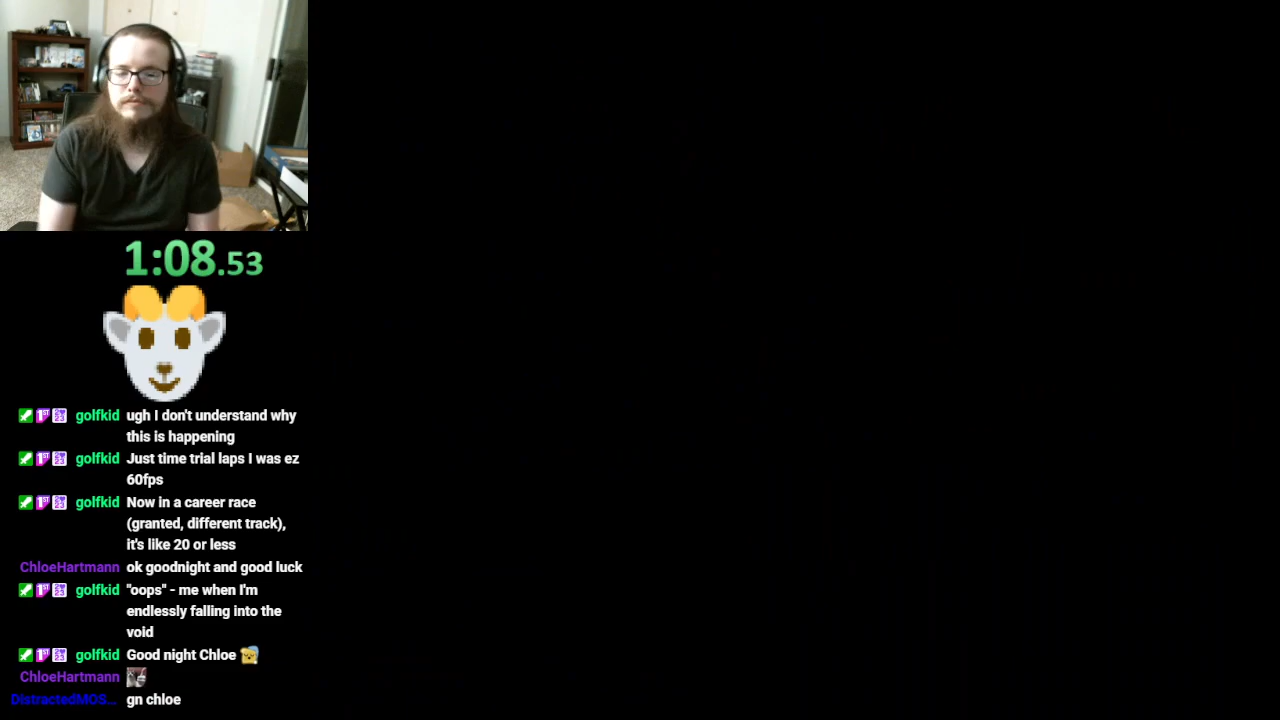 1:08.53
golfkid ugh I don't understand why
this is happening
golfkid Just time trial laps I was ez
60fps
golfkid Now in a career race
(granted, different track),
it's like 20 or less
ChloeHartmann ok goodnight and good luck
golfkid "oops" - me when I'm
endlessly falling into the
void
golfkid Good night Chloe
ChloeHartmann
DistractedMOS... gn chloe